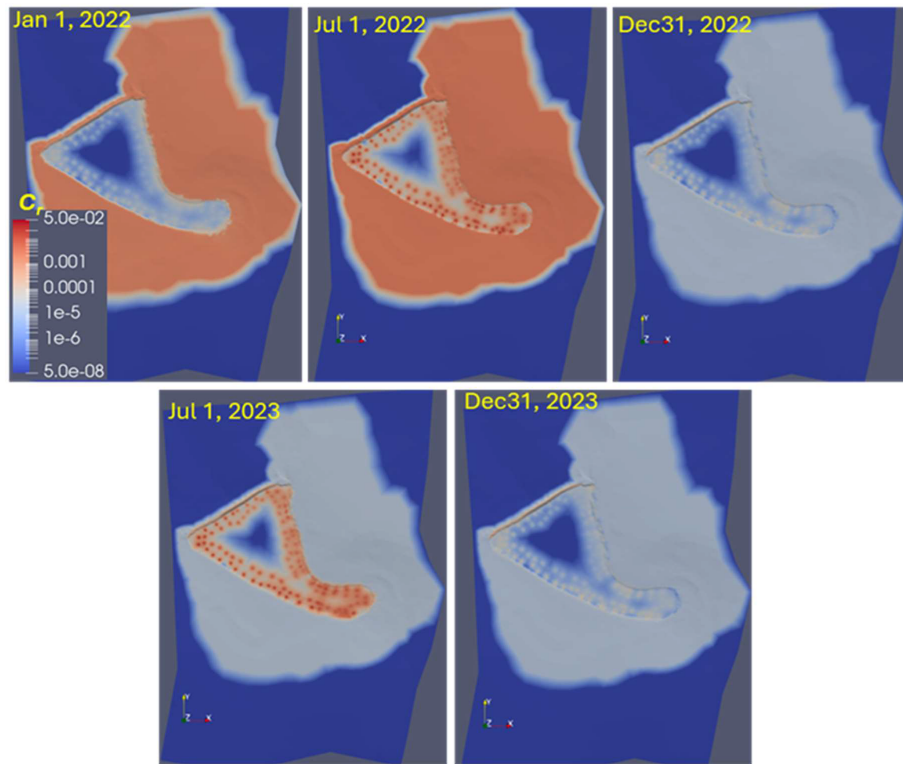 Jan 1, 2022
Jul 1, 2022
Dec31, 2022
Cr
5.0e-02
0.001
0.0001
1e-5
1e-6
5.0e-08
Y
Z
X
Y
Z
X
Jul 1, 2023
Dec31, 2023
Y
Z
X
Y
Z
X